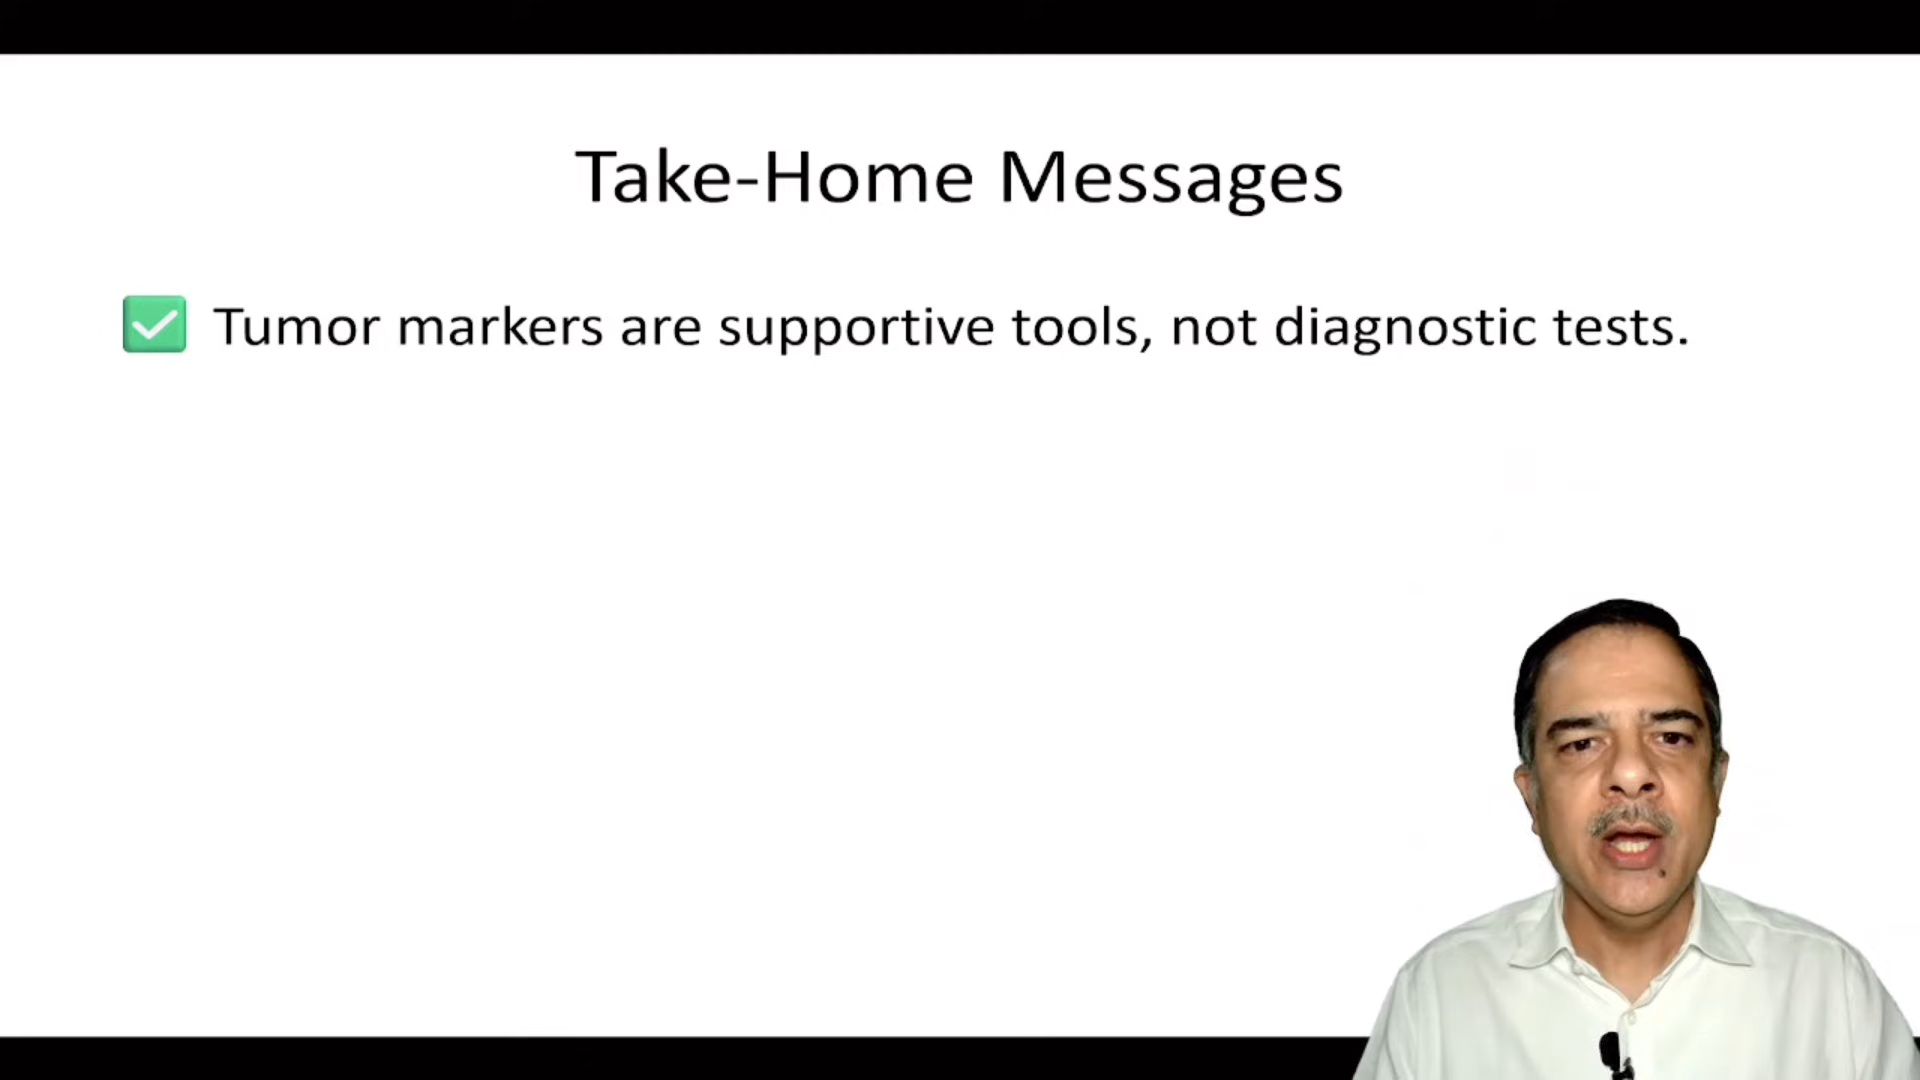 Take-Home Messages
✅ Tumor markers are supportive tools, not diagnostic tests.